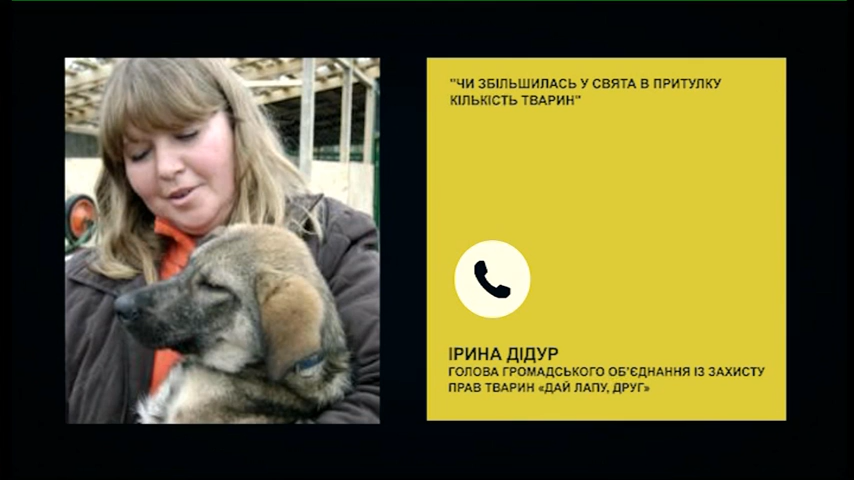 "ЧИ ЗБІЛЬШИЛАСЬ У СВЯТА В ПРИТУЛКУ
КІЛЬКІСТЬ ТВАРИН"
ІРИНА ДІДУР
ГОЛОВА ГРОМАДСЬКОГО ОБ'ЄДНАННЯ ІЗ ЗАХИСТУ
ПРАВ ТВАРИН «ДАЙ ЛАПУ, ДРУГ»